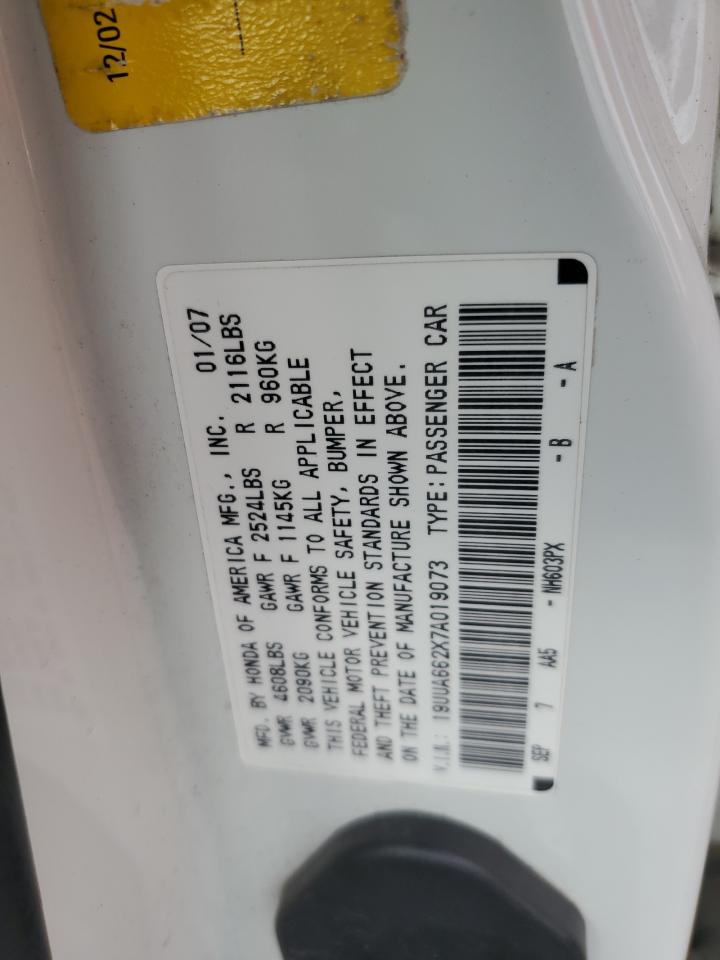 12/02
MFD. BY HONDA OF AMERICA MFG., INC. 01/07
GVWR 4608LBS GAWR F 2524LBS R 2116LBS
GVWR 2090KG GAWR F 1145KG R 960KG
THIS VEHICLE CONFORMS TO ALL APPLICABLE
FEDERAL MOTOR VEHICLE SAFETY, BUMPER,
AND THEFT PREVENTION STANDARDS IN EFFECT
ON THE DATE OF MANUFACTURE SHOWN ABOVE.
V.I.N.: 19UUA662X7A019073 TYPE: PASSENGER CAR
SEP 7 AA5 - NH603PX - B - A